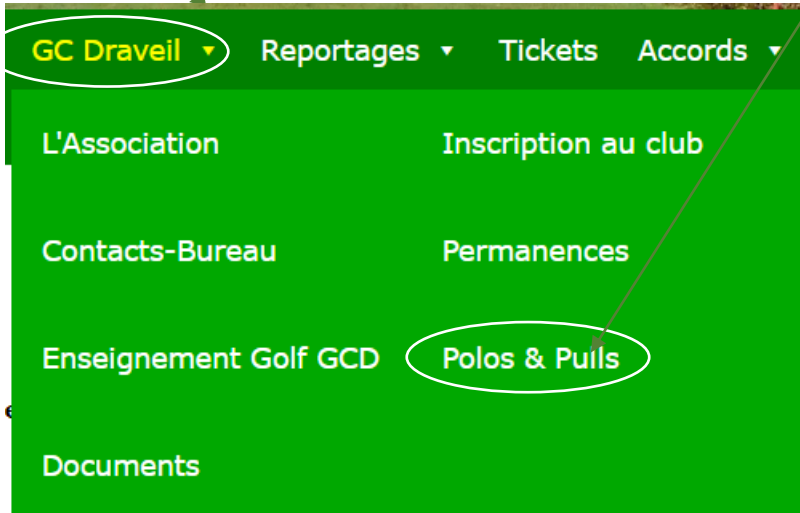 GC Draveil ▼ Reportages ▼ Tickets Accords ▼
L'Association Inscription au club
Contacts-Bureau Permanences
Enseignement Golf GCD Polos & Pulls
Documents